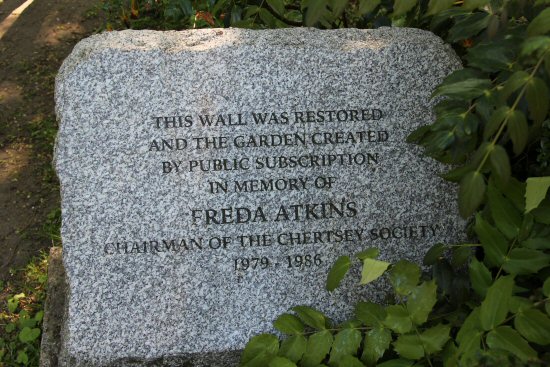 THIS WALL WAS RESTORED
AND THE GARDEN CREATED
BY PUBLIC SUBSCRIPTION
IN MEMORY OF
FREDA ATKINS
CHAIRMAN OF THE CHERTSEY SOCIETY
1979 - 1986